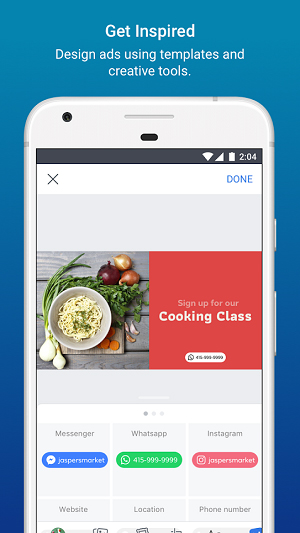 Get Inspired
Design ads using templates and
creative tools.
2:04
DONE
Sign up for our
Cooking Class
415-999-9999
Messenger
Whatsapp
Instagram
jaspersmarket
415-999-9999
jaspersmarket
Website
Location
Phone number